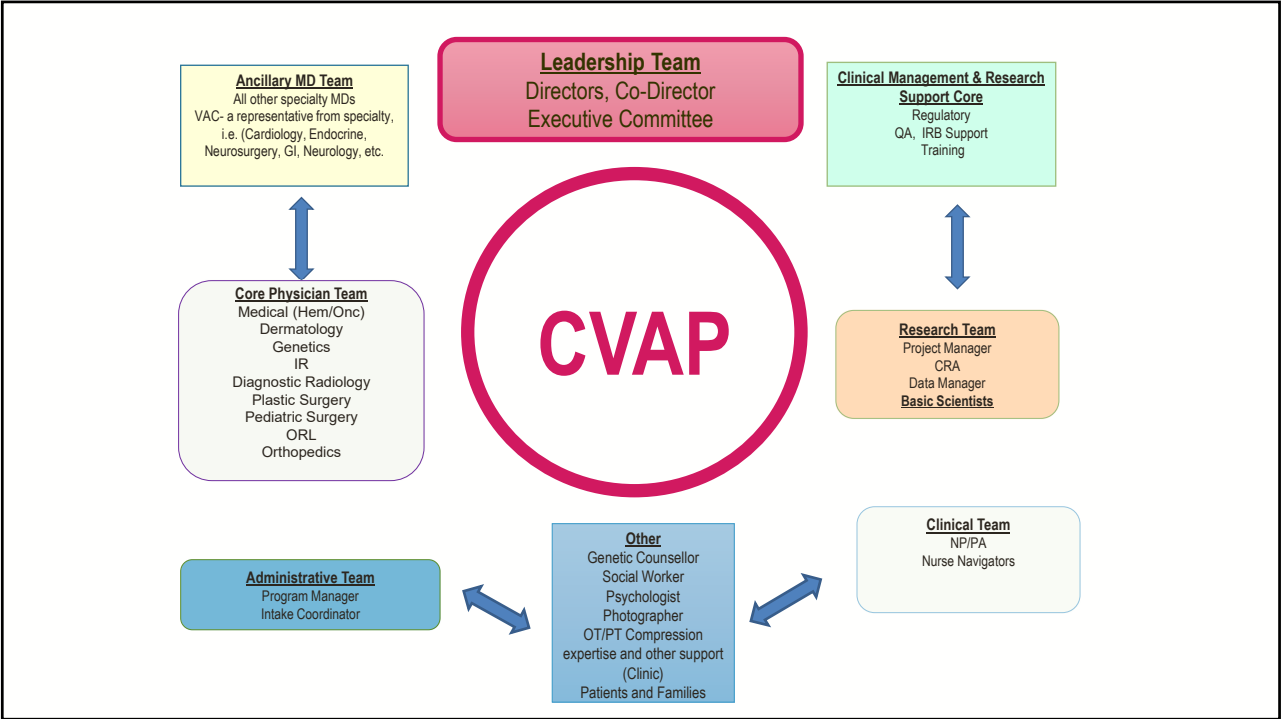 Leadership Team
Directors, Co-Director
Executive Committee
Ancillary MD Team
All other specialty MDs
VAC- a representative from specialty,
i.e. (Cardiology, Endocrine,
Neurosurgery, GI, Neurology, etc.
Clinical Management & Research
Support Core
Regulatory
QA, IRB Support
Training
Core Physician Team
Medical (Hem/Onc)
Dermatology
Genetics
IR
Diagnostic Radiology
Plastic Surgery
Pediatric Surgery
ORL
Orthopedics
CVAP
Research Team
Project Manager
CRA
Data Manager
Basic Scientists
Administrative Team
Program Manager
Intake Coordinator
Other
Genetic Counsellor
Social Worker
Psychologist
Photographer
OT/PT Compression
expertise and other support
(Clinic)
Patients and Families
Clinical Team
NP/PA
Nurse Navigators